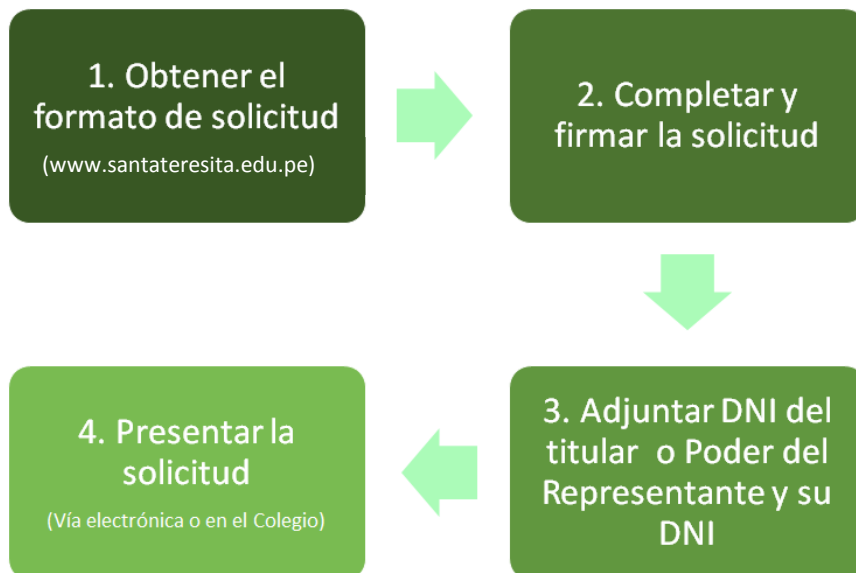 1. Obtener el
formato de solicitud
(www.santateresita.edu.pe)
2. Completar y
firmar la solicitud
3. Adjuntar DNI del
titular o Poder del
Representante y su
DNI
4. Presentar la
solicitud
(Vía electrónica o en el Colegio)